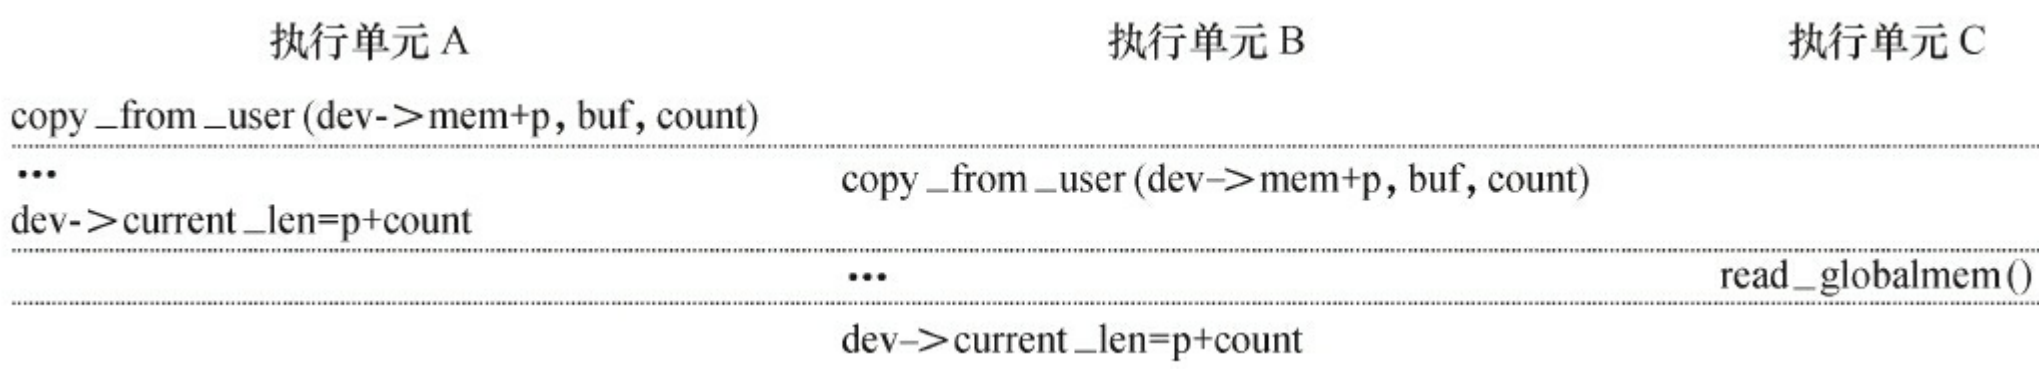 执行单元 A 执行单元 B 执行单元 C
copy_from_user (dev->mem+p, buf, count)
... copy_from_user (dev->mem+p, buf, count)
dev->current_len=p+count
... read_globalmem()
dev->current_len=p+count